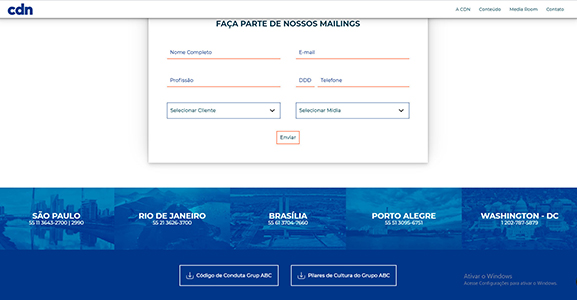 cdn
A CDN Conteúdo Media Room Contato
FAÇA PARTE DE NOSSOS MAILINGS
Nome Completo E-mail
Profissão DDD Telefone
Selecionar Cliente Selecionar Mídia
Enviar
SÃO PAULO RIO DE JANEIRO BRASÍLIA PORTO ALEGRE WASHINGTON - DC
55 11 3643-2700 | 2990 55 21 3626-3700 55 61 3704-7660 55 51 3095-6751 1 202-787-5879
Código de Conduta Grup ABC Pilares de Cultura do Grupo ABC
Ativar o Windows
Acesse Configurações para ativar o Windows.